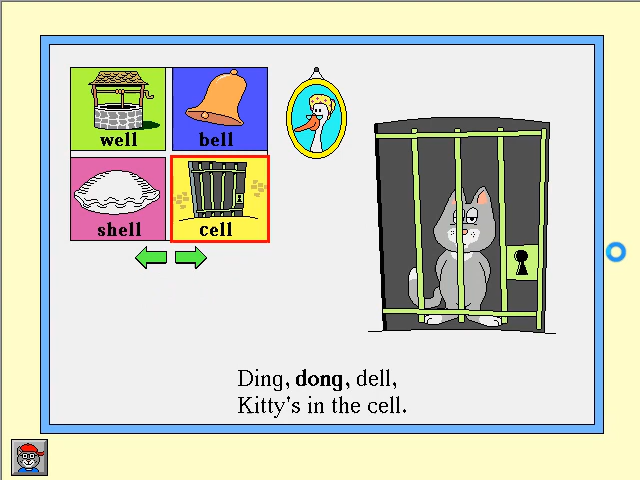 well
bell
shell
cell
Ding, dong, dell,
Kitty's in the cell.